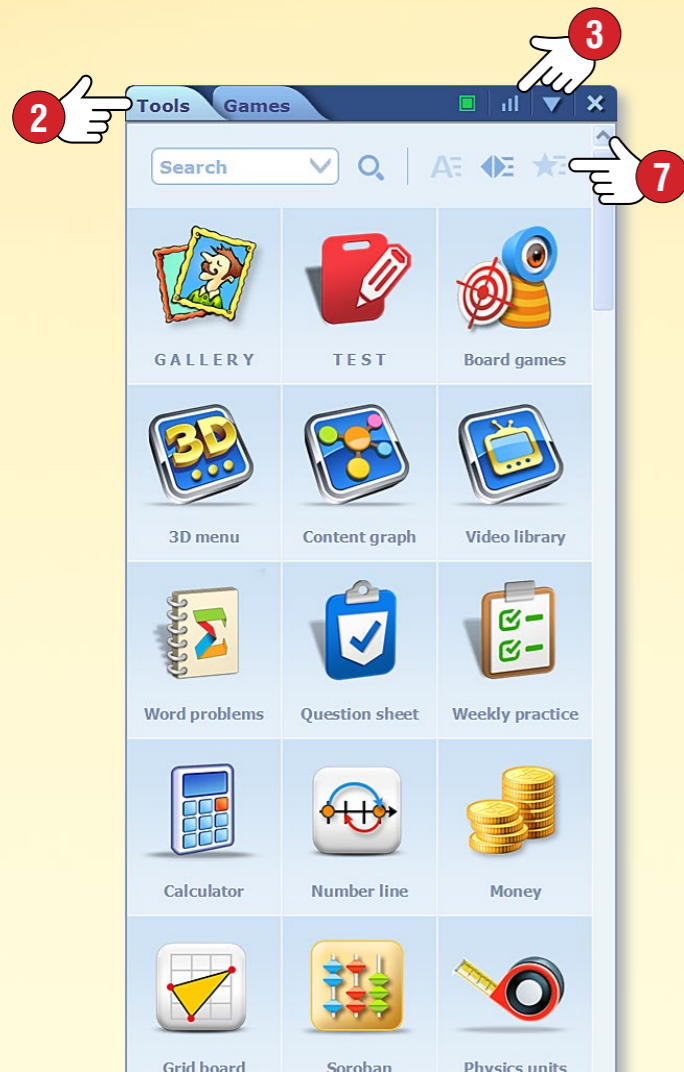 3
2
Tools Games
7
Search
A
GALLERY TEST Board games
3D
3D menu Content graph Video library
Σ
Word problems Question sheet Weekly practice
Calculator Number line Money
Grid board Soroban Physics units